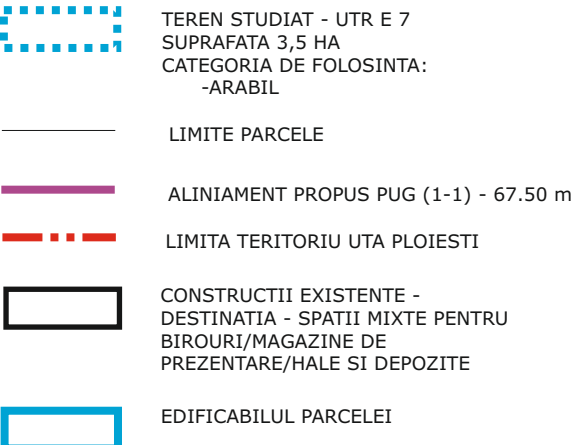 TEREN STUDIAT - UTR E 7
SUPRAFATA 3,5 HA
CATEGORIA DE FOLOSINTA:
-ARABIL
LIMITE PARCELE
ALINIAMENT PROPUS PUG (1-1) - 67.50 m
LIMITA TERITORIU UTA PLOIESTI
CONSTRUCTII EXISTENTE -
DESTINATIA - SPATII MIXTE PENTRU
BIROURI/MAGAZINE DE
PREZENTARE/HALE SI DEPOZITE
EDIFICABILUL PARCELEI